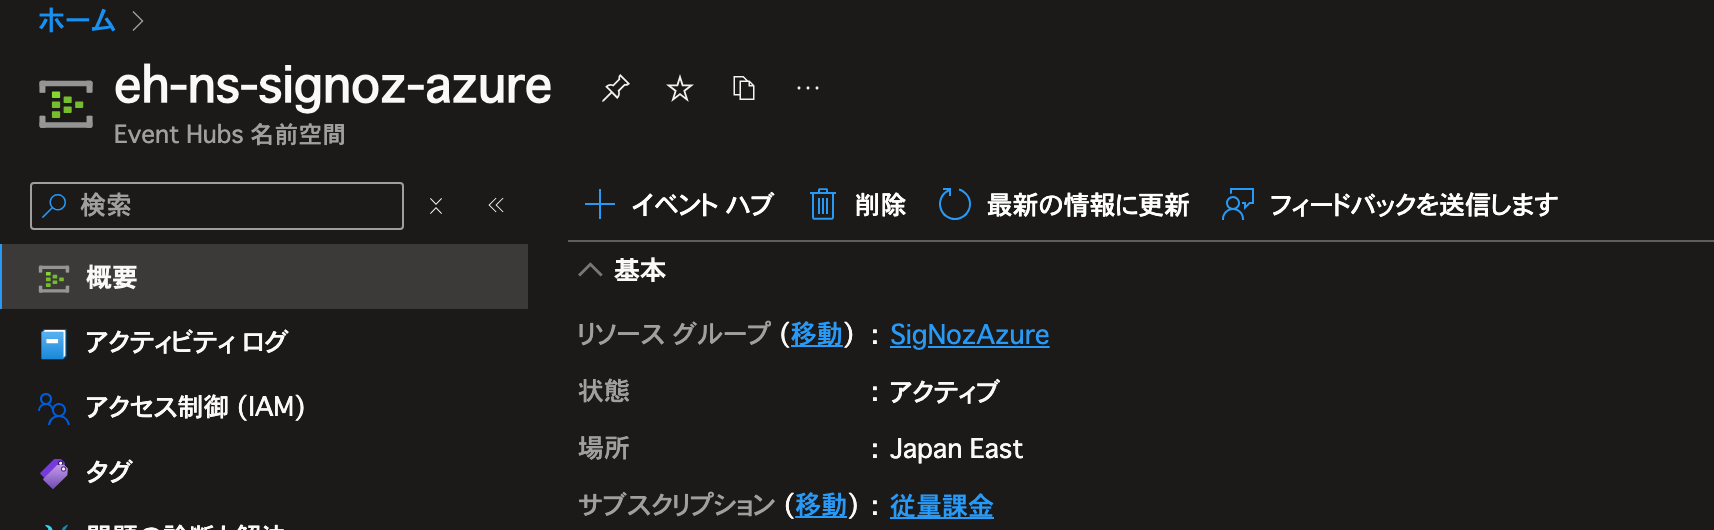 ホーム
eh-ns-signoz-azure
Event Hubs 名前空間
検索
イベント ハブ 削除 最新の情報に更新 フィードバックを送信します
概要
アクティビティ ログ
アクセス制御 (IAM)
タグ
基本
リソース グループ (移動) : SigNozAzure
状態 : アクティブ
場所 : Japan East
サブスクリプション (移動) : 従量課金